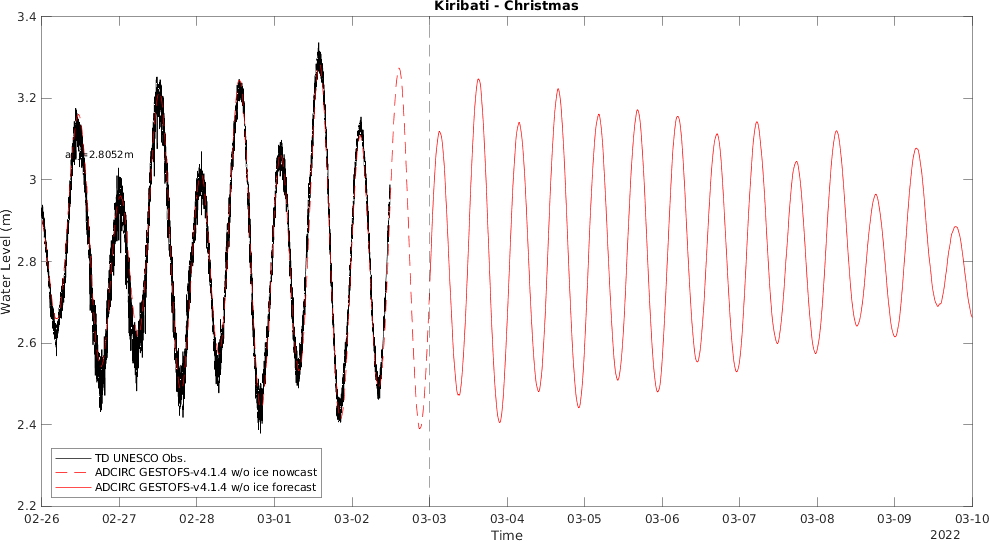 Kiribati - Christmas
3.4
3.2
3
2.8
2.6
2.4
2.2
Water Level (m)
=2.8052m
TD UNESCO Obs.
ADCIRC GESTOFS-v4.1.4 w/o ice nowcast
ADCIRC GESTOFS-v4.1.4 w/o ice forecast
02-26 02-27 02-28 03-01 03-02 03-03 03-04 03-05 03-06 03-07 03-08 03-09 03-10
Time
2022